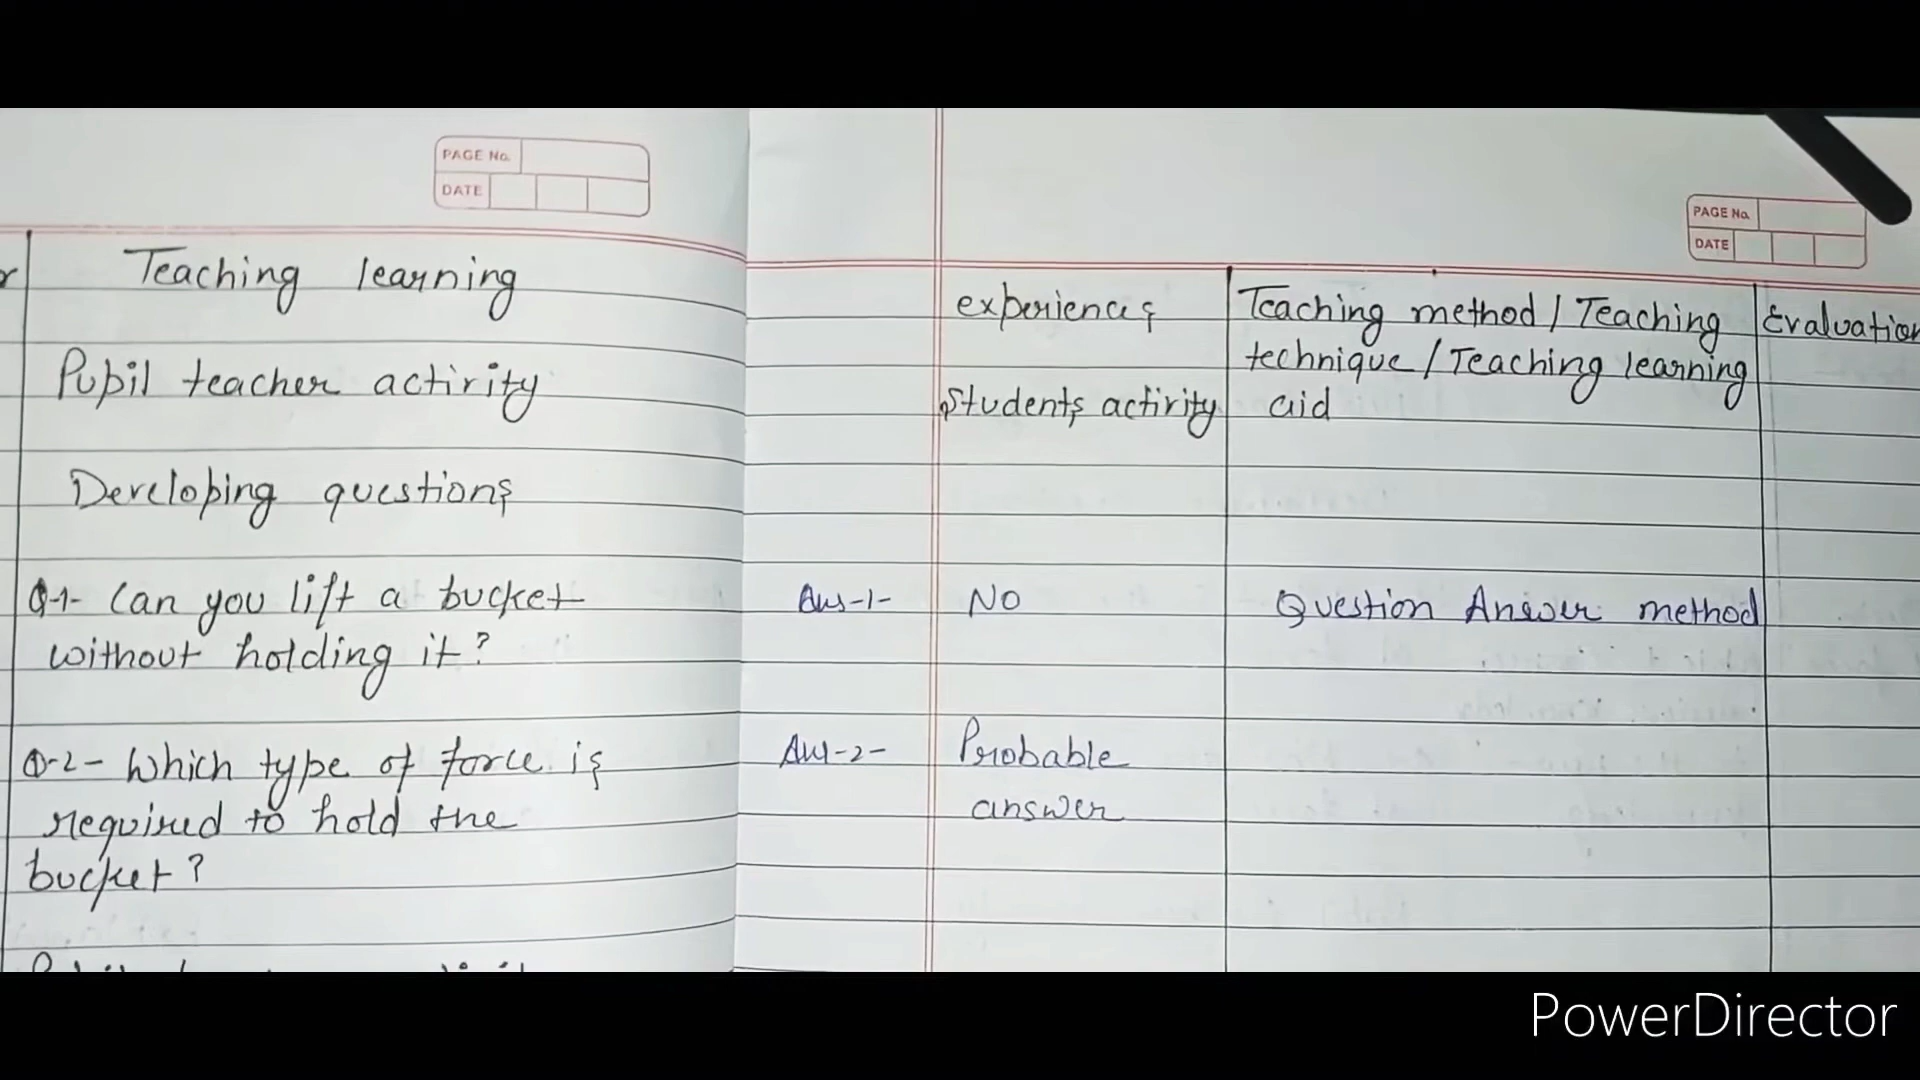 PAGE No.
DATE
Teaching learning
Pupil teacher activity
Developing questions
Q-1- Can you lift a bucket
without holding it?
Q-2- Which type of force is
required to hold the
bucket?
PAGE No.
DATE
experiences
Students activity
Teaching method / Teaching
technique / Teaching learning
aid
Evaluation
Ans-1- No
Question Answer method
Ans-2- Probable
answer
PowerDirector